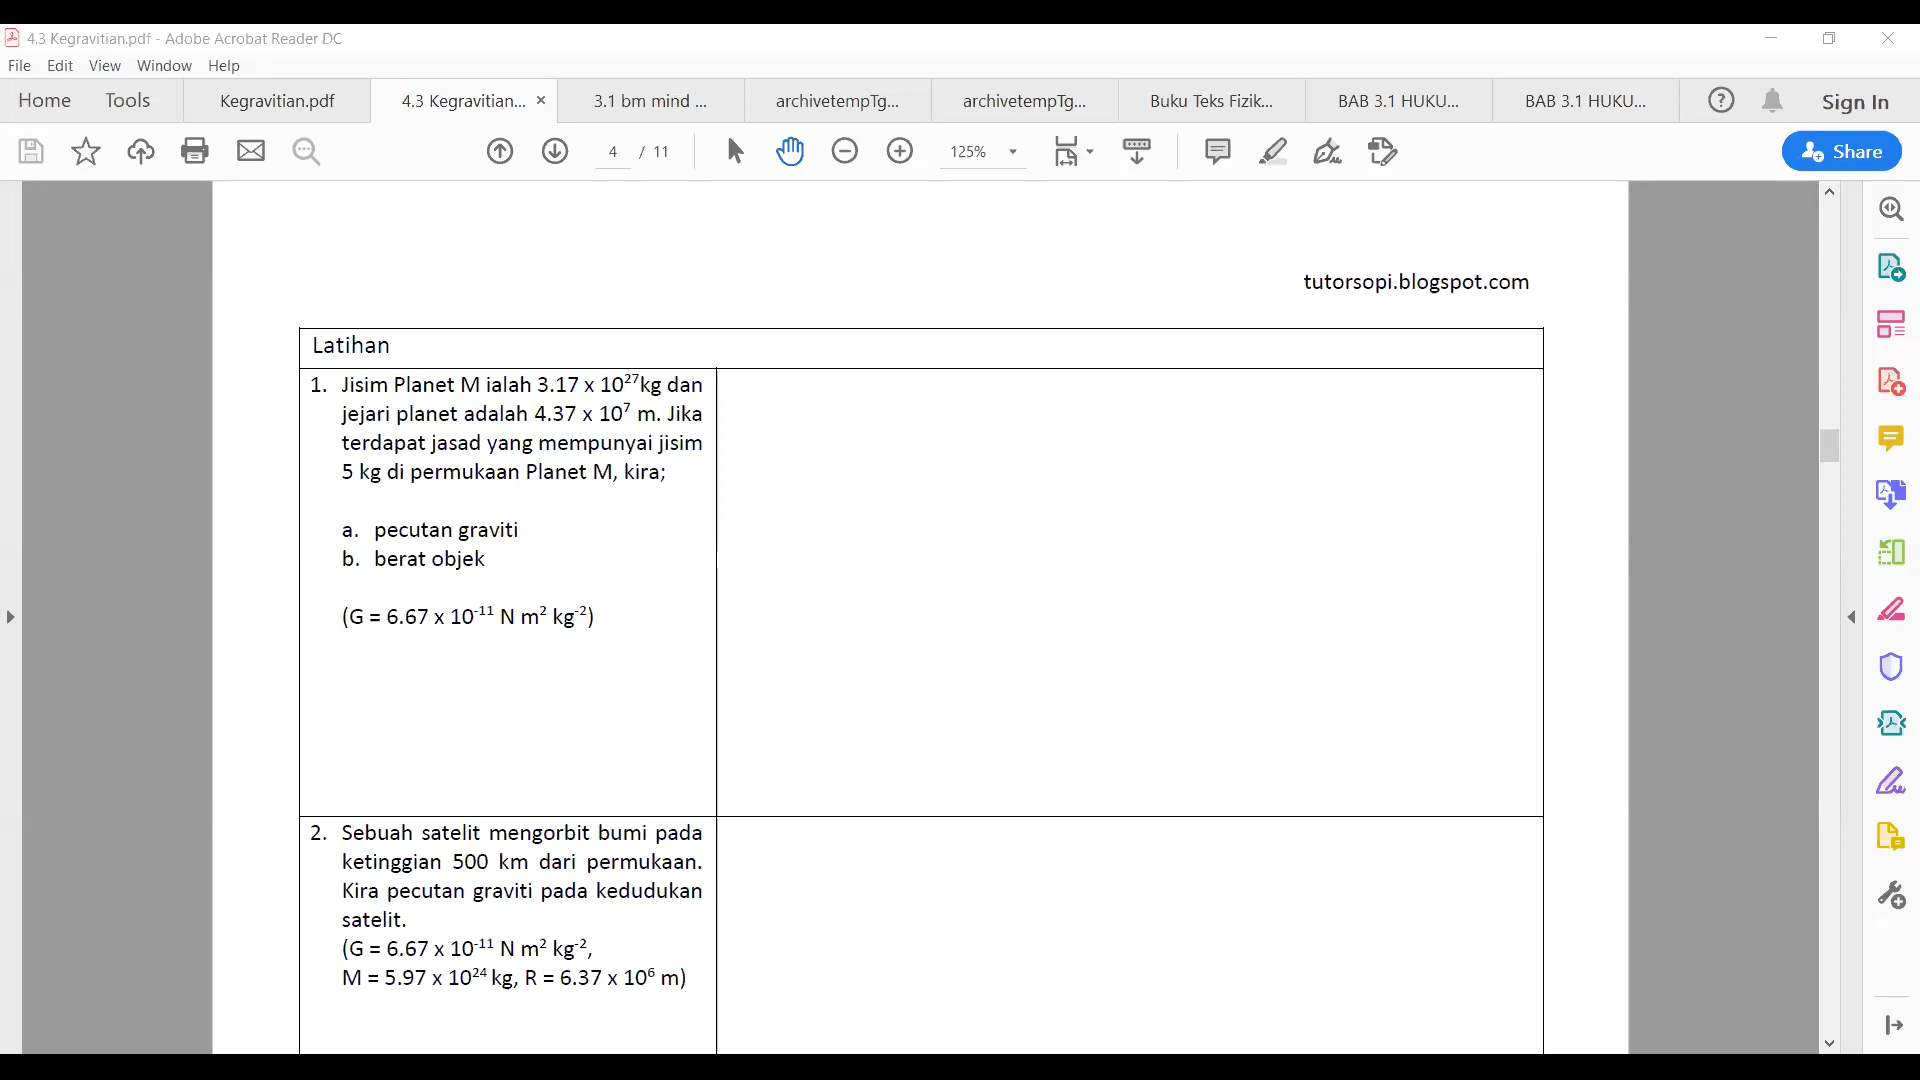 4.3 Kegravitian.pdf - Adobe Acrobat Reader DC
File Edit View Window Help
Home Tools Kegravitian.pdf 4.3 Kegravitian... × 3.1 bm mind ... archivetempTg... archivetempTg... Buku Teks Fizik... BAB 3.1 HUKU... BAB 3.1 HUKU... Sign In
4 / 11 125% Share
tutorsopi.blogspot.com
Latihan
1. Jisim Planet M ialah 3.17 x 10²⁷kg dan
jejari planet adalah 4.37 x 10⁷ m. Jika
terdapat jasad yang mempunyai jisim
5 kg di permukaan Planet M, kira;
a. pecutan graviti
b. berat objek
(G = 6.67 x 10⁻¹¹ N m² kg⁻²)
2. Sebuah satelit mengorbit bumi pada
ketinggian 500 km dari permukaan.
Kira pecutan graviti pada kedudukan
satelit.
(G = 6.67 x 10⁻¹¹ N m² kg⁻²,
M = 5.97 x 10²⁴ kg, R = 6.37 x 10⁶ m)